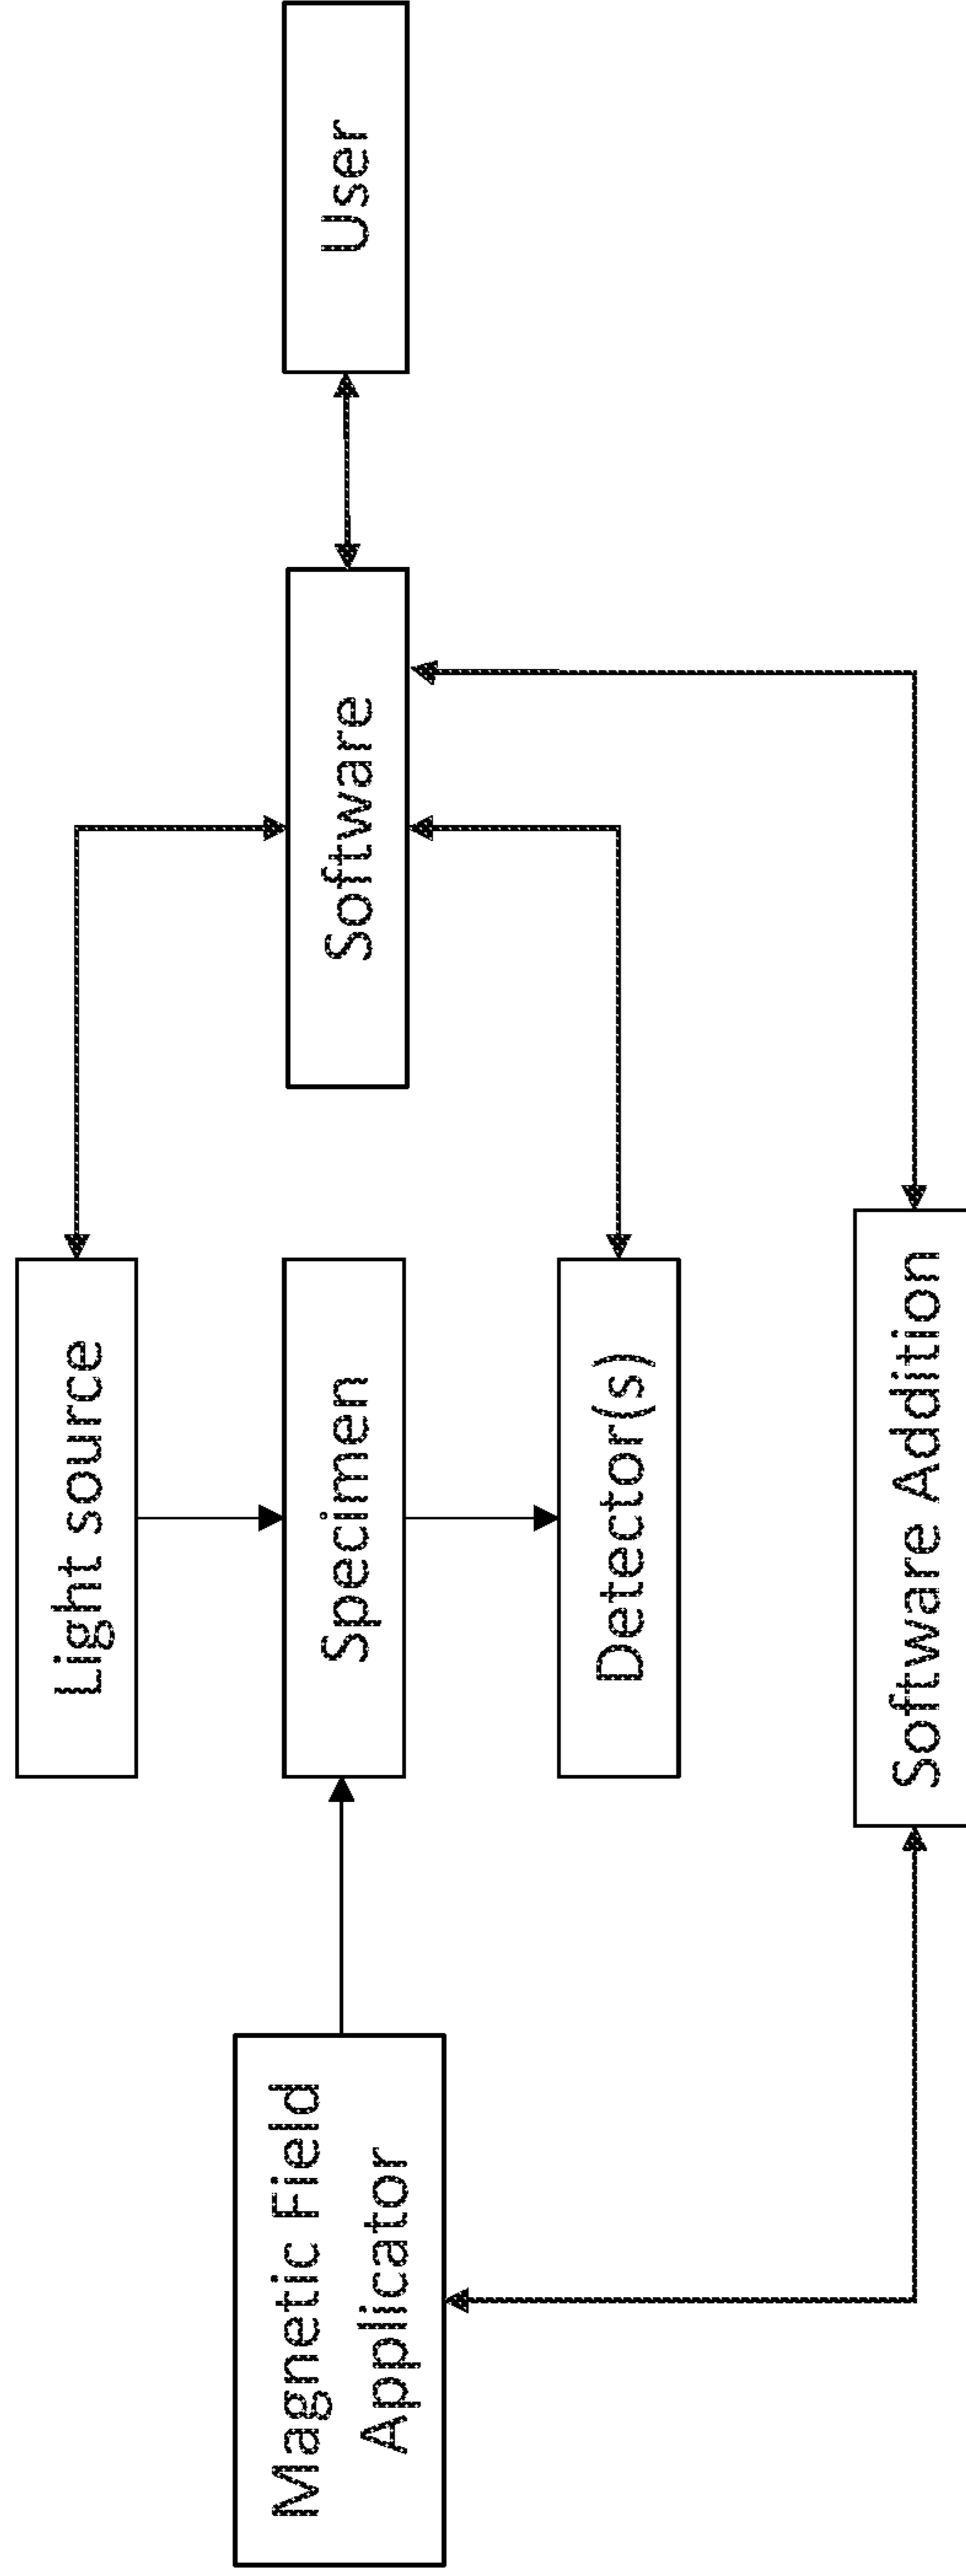 Light source
Magnetic Field
Applicator
Specimen
Software
User
Detector(s)
Software Addition